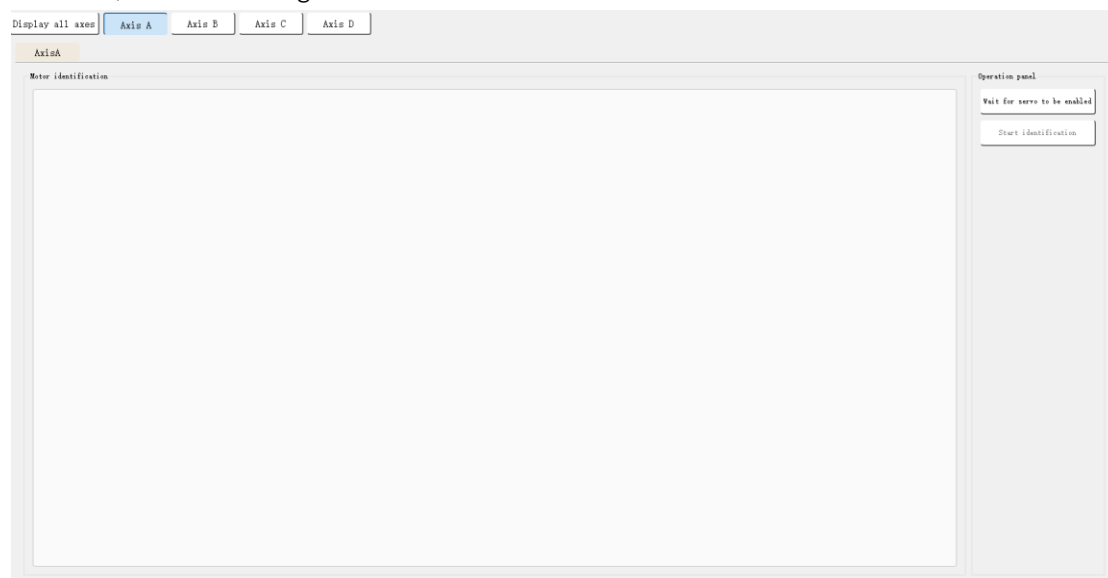 Display all axes Axis A Axis B Axis C Axis D
AxisA
Motor identification
Operation panel
Wait for servo to be enabled
Start identification